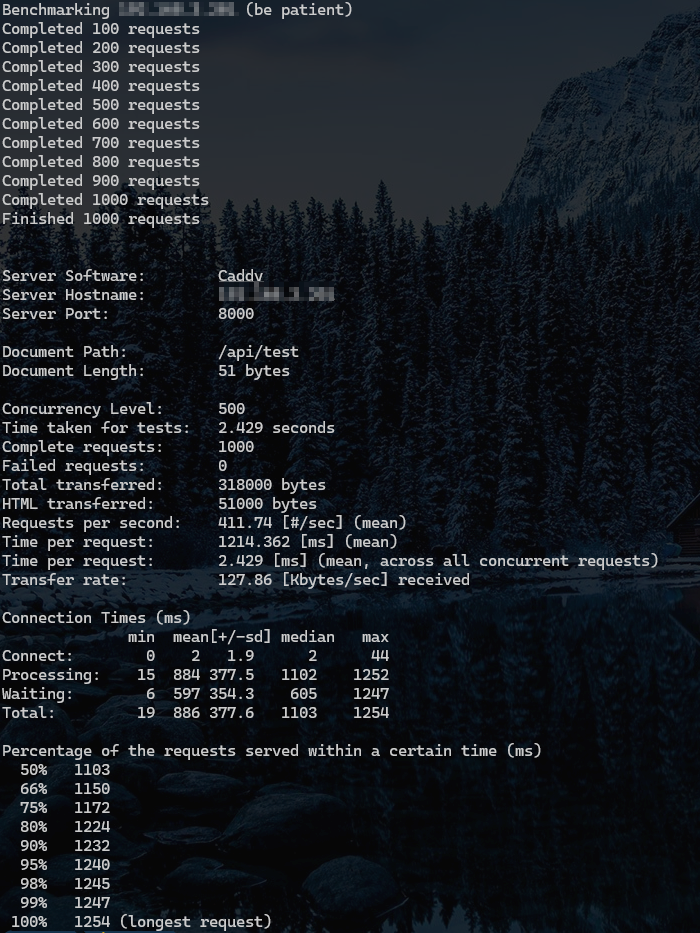 Benchmarking (be patient)
Completed 100 requests
Completed 200 requests
Completed 300 requests
Completed 400 requests
Completed 500 requests
Completed 600 requests
Completed 700 requests
Completed 800 requests
Completed 900 requests
Completed 1000 requests
Finished 1000 requests
Server Software: Caddy
Server Hostname:
Server Port: 8000
Document Path: /api/test
Document Length: 51 bytes
Concurrency Level: 500
Time taken for tests: 2.429 seconds
Complete requests: 1000
Failed requests: 0
Total transferred: 318000 bytes
HTML transferred: 51000 bytes
Requests per second: 411.74 [#/sec] (mean)
Time per request: 1214.362 [ms] (mean)
Time per request: 2.429 [ms] (mean, across all concurrent requests)
Transfer rate: 127.86 [Kbytes/sec] received
Connection Times (ms)
min mean[+/-sd] median max
Connect: 0 2 1.9 2 44
Processing: 15 884 377.5 1102 1252
Waiting: 6 597 354.3 605 1247
Total: 19 886 377.6 1103 1254
Percentage of the requests served within a certain time (ms)
50% 1103
66% 1150
75% 1172
80% 1224
90% 1232
95% 1240
98% 1245
99% 1247
100% 1254 (longest request)